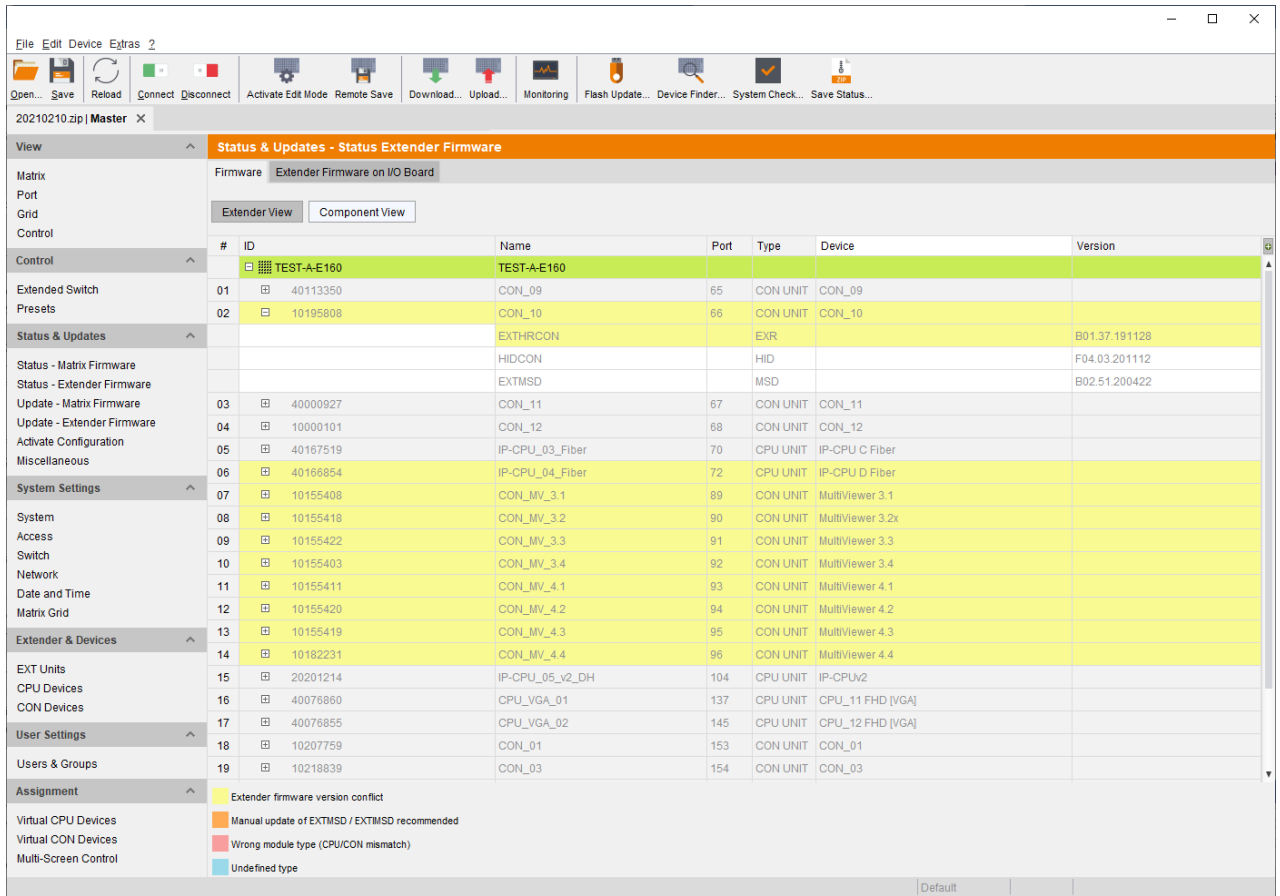 File Edit Device Extras ?
Open... Save Reload Connect Disconnect Activate Edit Mode Remote Save Download... Upload... Monitoring Flash Update... Device Finder... System Check... Save Status...
20210210.zip | Master
View
Matrix
Port
Grid
Control
Control
Extended Switch
Presets
Status & Updates
Status - Matrix Firmware
Status - Extender Firmware
Update - Matrix Firmware
Update - Extender Firmware
Activate Configuration
Miscellaneous
System Settings
System
Access
Switch
Network
Date and Time
Matrix Grid
Extender & Devices
EXT Units
CPU Devices
CON Devices
User Settings
Users & Groups
Assignment
Virtual CPU Devices
Virtual CON Devices
Multi-Screen Control
Status & Updates - Status Extender Firmware
Firmware Extender Firmware on I/O Board
Extender View Component View
# ID Name Port Type Device Version
TEST-A-E160 TEST-A-E160
01 40113350 CON_09 65 CON UNIT CON_09
02 10195808 CON_10 66 CON UNIT CON_10
EXTHRCON EXR B01.37.191128
HIDCON HID F04.03.201112
EXTMSD MSD B02.51.200422
03 40000927 CON_11 67 CON UNIT CON_11
04 10000101 CON_12 68 CON UNIT CON_12
05 40167519 IP-CPU_03_Fiber 70 CPU UNIT IP-CPU C Fiber
06 40166854 IP-CPU_04_Fiber 72 CPU UNIT IP-CPU D Fiber
07 10155408 CON_MV_3.1 89 CON UNIT MultiViewer 3.1
08 10155418 CON_MV_3.2 90 CON UNIT MultiViewer 3.2x
09 10155422 CON_MV_3.3 91 CON UNIT MultiViewer 3.3
10 10155403 CON_MV_3.4 92 CON UNIT MultiViewer 3.4
11 10155411 CON_MV_4.1 93 CON UNIT MultiViewer 4.1
12 10155420 CON_MV_4.2 94 CON UNIT MultiViewer 4.2
13 10155419 CON_MV_4.3 95 CON UNIT MultiViewer 4.3
14 10182231 CON_MV_4.4 96 CON UNIT MultiViewer 4.4
15 20201214 IP-CPU_05_v2_DH 104 CPU UNIT IP-CPUv2
16 40076860 CPU_VGA_01 137 CPU UNIT CPU_11 FHD [VGA]
17 40076855 CPU_VGA_02 145 CPU UNIT CPU_12 FHD [VGA]
18 10207759 CON_01 153 CON UNIT CON_01
19 10218839 CON_03 154 CON UNIT CON_03
Extender firmware version conflict
Manual update of EXTMSD / EXTIMSD recommended
Wrong module type (CPU/CON mismatch)
Undefined type
Default